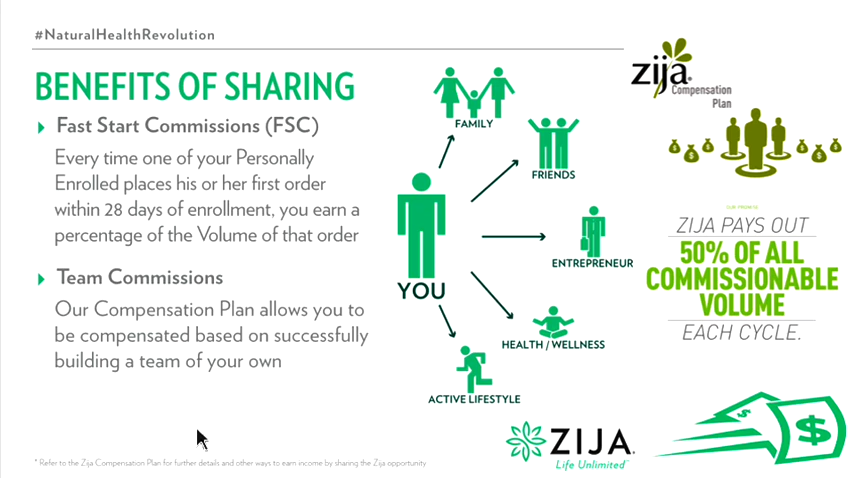 #NaturalHealthRevolution
BENEFITS OF SHARING
Fast Start Commissions (FSC)
Every time one of your Personally
Enrolled places his or her first order
within 28 days of enrollment, you earn a
percentage of the Volume of that order
Team Commissions
Our Compensation Plan allows you to
be compensated based on successfully
building a team of your own
FAMILY
FRIENDS
ENTREPRENEUR
YOU
HEALTH / WELLNESS
ACTIVE LIFESTYLE
zija
Compensation
Plan
OUR PROMISE
ZIJA PAYS OUT
50% OF ALL
COMMISSIONABLE
VOLUME
EACH CYCLE.
ZIJA
Life Unlimited
$
$
* Refer to the Zija Compensation Plan for further details and other ways to earn income by sharing the Zija opportunity